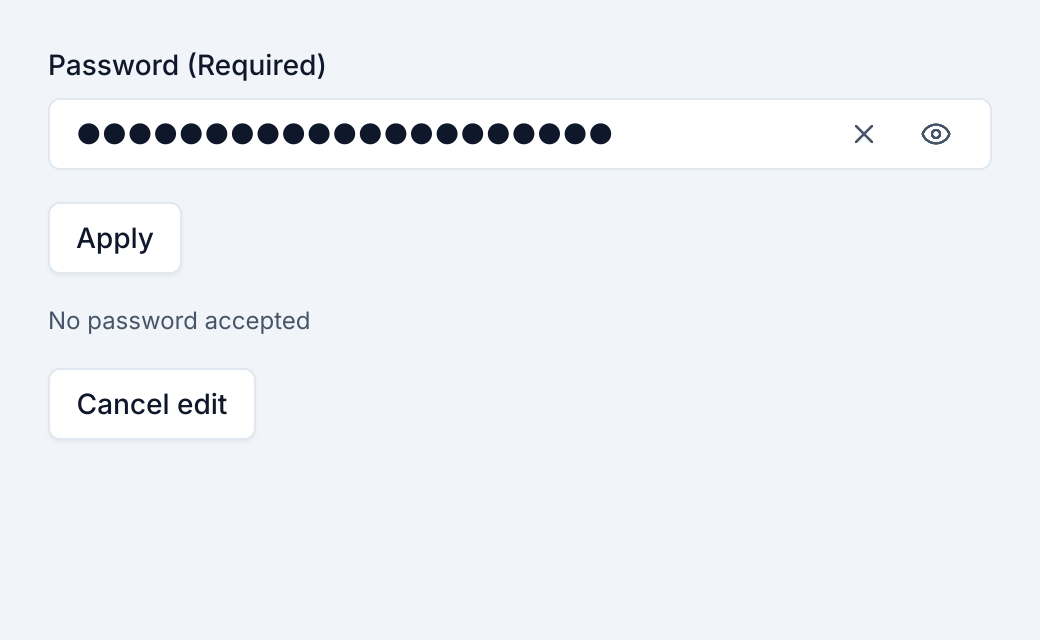 Password (Required)
●●●●●●●●●●●●●●●●●●●●●
Apply
No password accepted
Cancel edit